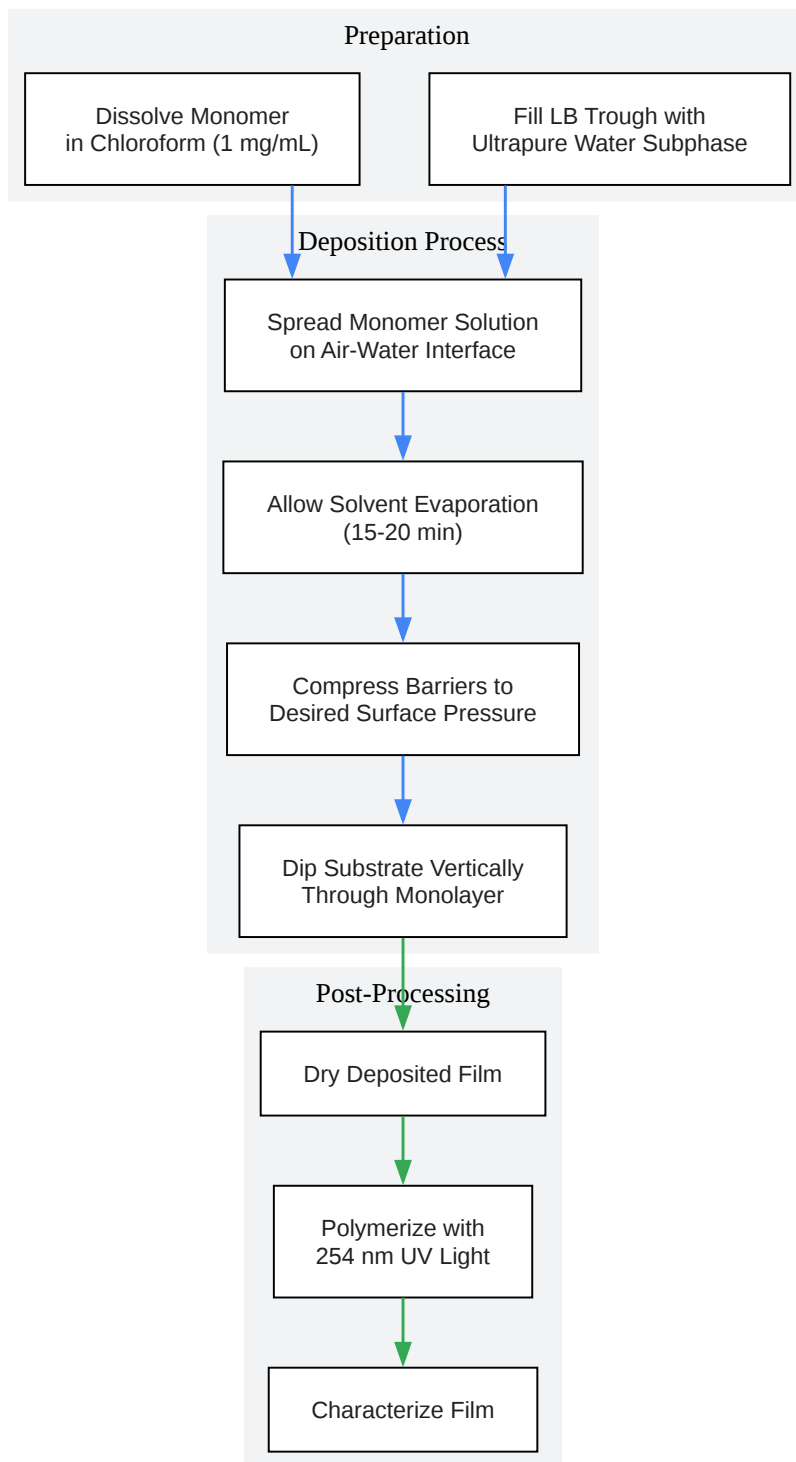 Preparation
Dissolve Monomer
in Chloroform (1 mg/mL)
Fill LB Trough with
Ultrapure Water Subphase
Deposition Process
Spread Monomer Solution
on Air-Water Interface
Allow Solvent Evaporation
(15-20 min)
Compress Barriers to
Desired Surface Pressure
Dip Substrate Vertically
Through Monolayer
Post-Processing
Dry Deposited Film
Polymerize with
254 nm UV Light
Characterize Film